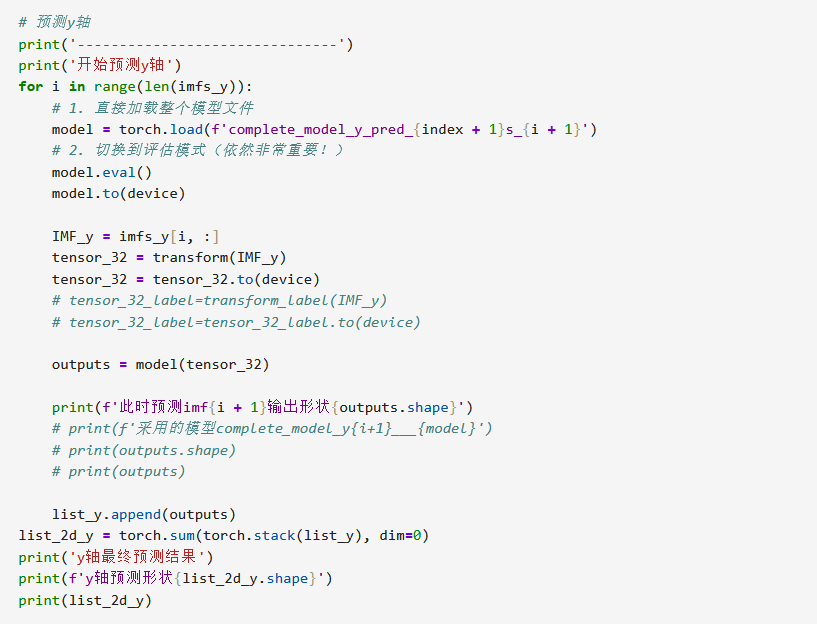 # 预测y轴
print('-------------------------------')
print('开始预测y轴')
for i in range(len(imfs_y)):
    # 1. 直接加载整个模型文件
    model = torch.load(f'complete_model_y_pred_{index + 1}s_{i + 1}')
    # 2. 切换到评估模式（依然非常重要！）
    model.eval()
    model.to(device)

    IMF_y = imfs_y[i, :]
    tensor_32 = transform(IMF_y)
    tensor_32 = tensor_32.to(device)
    # tensor_32_label=transform_label(IMF_y)
    # tensor_32_label=tensor_32_label.to(device)

    outputs = model(tensor_32)

    print(f'此时预测imf{i + 1}输出形状{outputs.shape}')
    # print(f'采用的模型complete_model_y{i+1}___{model}')
    # print(outputs.shape)
    # print(outputs)

    list_y.append(outputs)
list_2d_y = torch.sum(torch.stack(list_y), dim=0)
print('y轴最终预测结果')
print(f'y轴预测形状{list_2d_y.shape}')
print(list_2d_y)